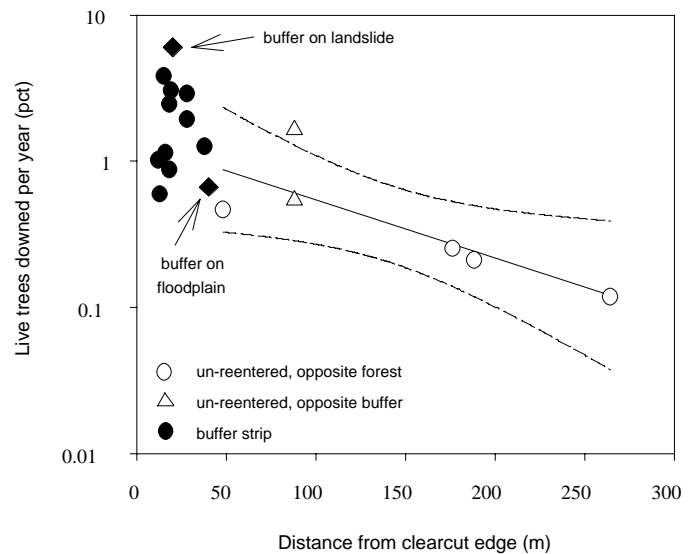 10
buffer on landslide
1
buffer on
floodplain
0.1
un-reentered, opposite forest
un-reentered, opposite buffer
buffer strip
0.01
0 50 100 150 200 250 300
Distance from clearcut edge (m)
Live trees downed per year (pct)